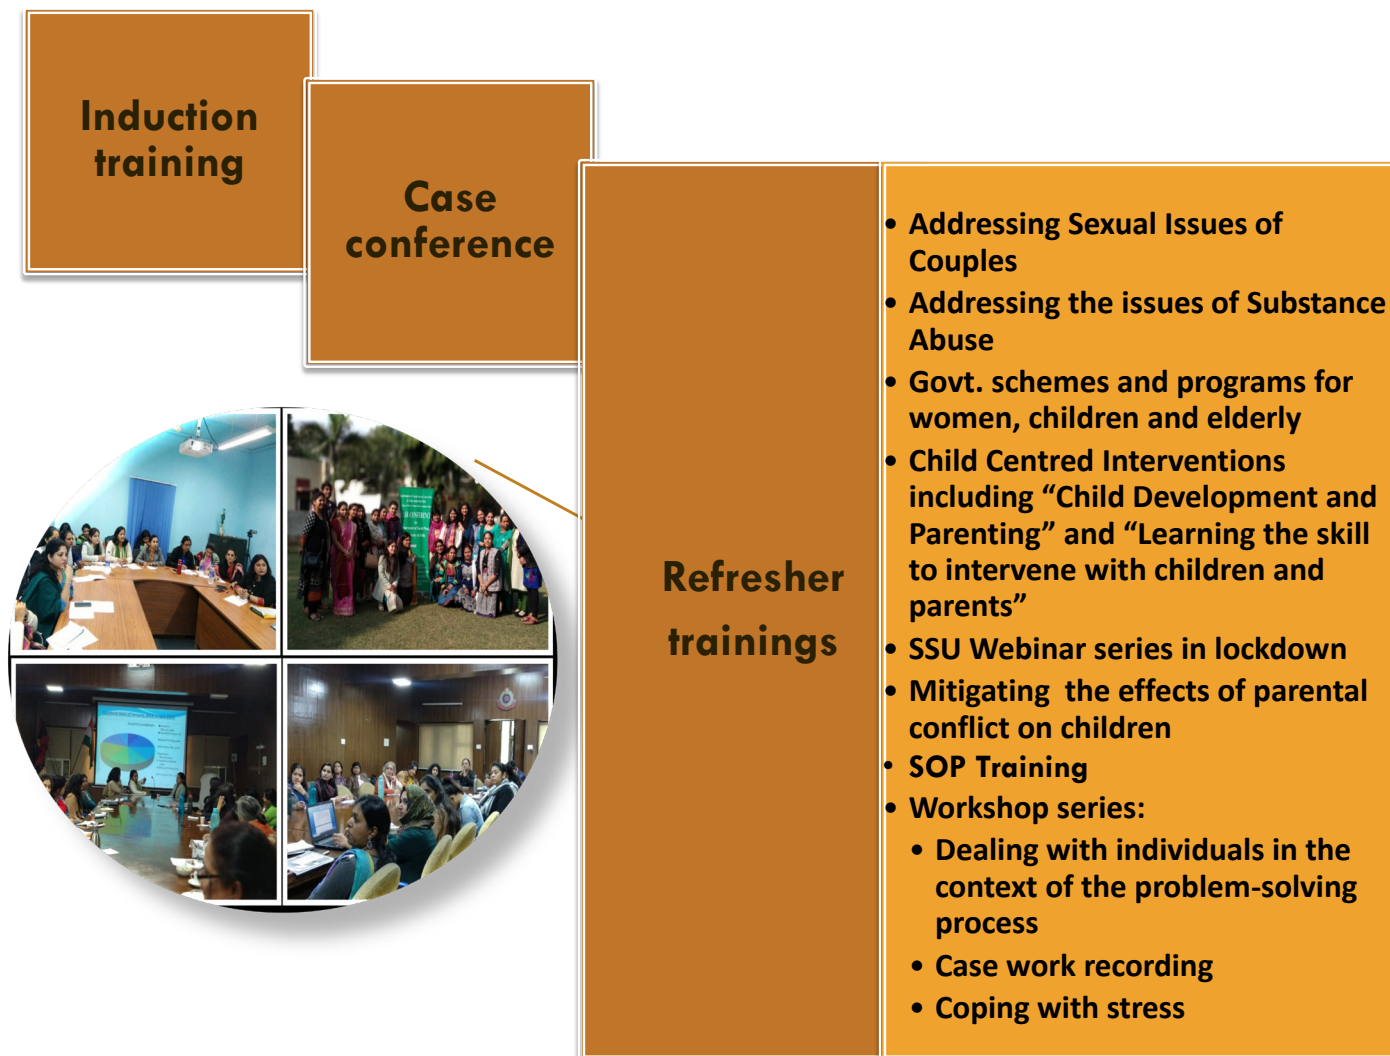 Induction
training
Case
conference
Refresher
trainings
• Addressing Sexual Issues of
Couples
• Addressing the issues of Substance
Abuse
• Govt. schemes and programs for
women, children and elderly
• Child Centred Interventions
including “Child Development and
Parenting” and “Learning the skill
to intervene with children and
parents”
• SSU Webinar series in lockdown
• Mitigating  the effects of parental
conflict on children
• SOP Training
• Workshop series:
• Dealing with individuals in the
context of the problem-solving
process
• Case work recording
• Coping with stress